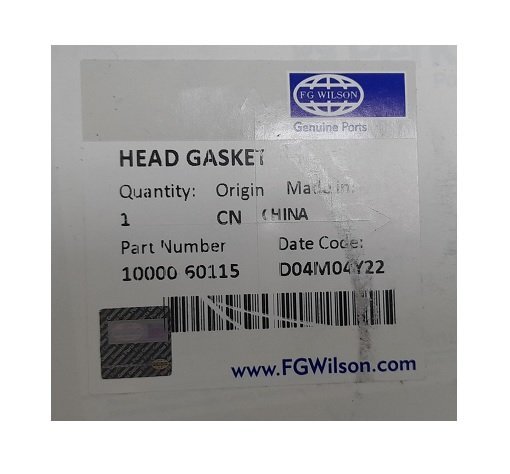 FG WILSON
Genuine Parts
HEAD GASKET
Quantity: Origin Made in:
1 CN CHINA
Part Number Date Code:
10000 60115 D04M04Y22
www.FGWilson.com